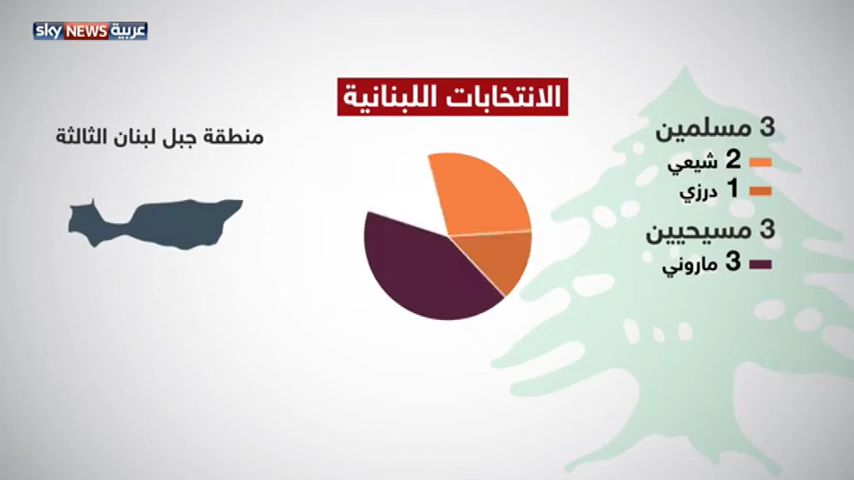 sky NEWS عربية
الانتخابات اللبنانية
منطقة جبل لبنان الثالثة
3 مسلمين
2 شيعي
1 درزي
3 مسيحيين
3 ماروني